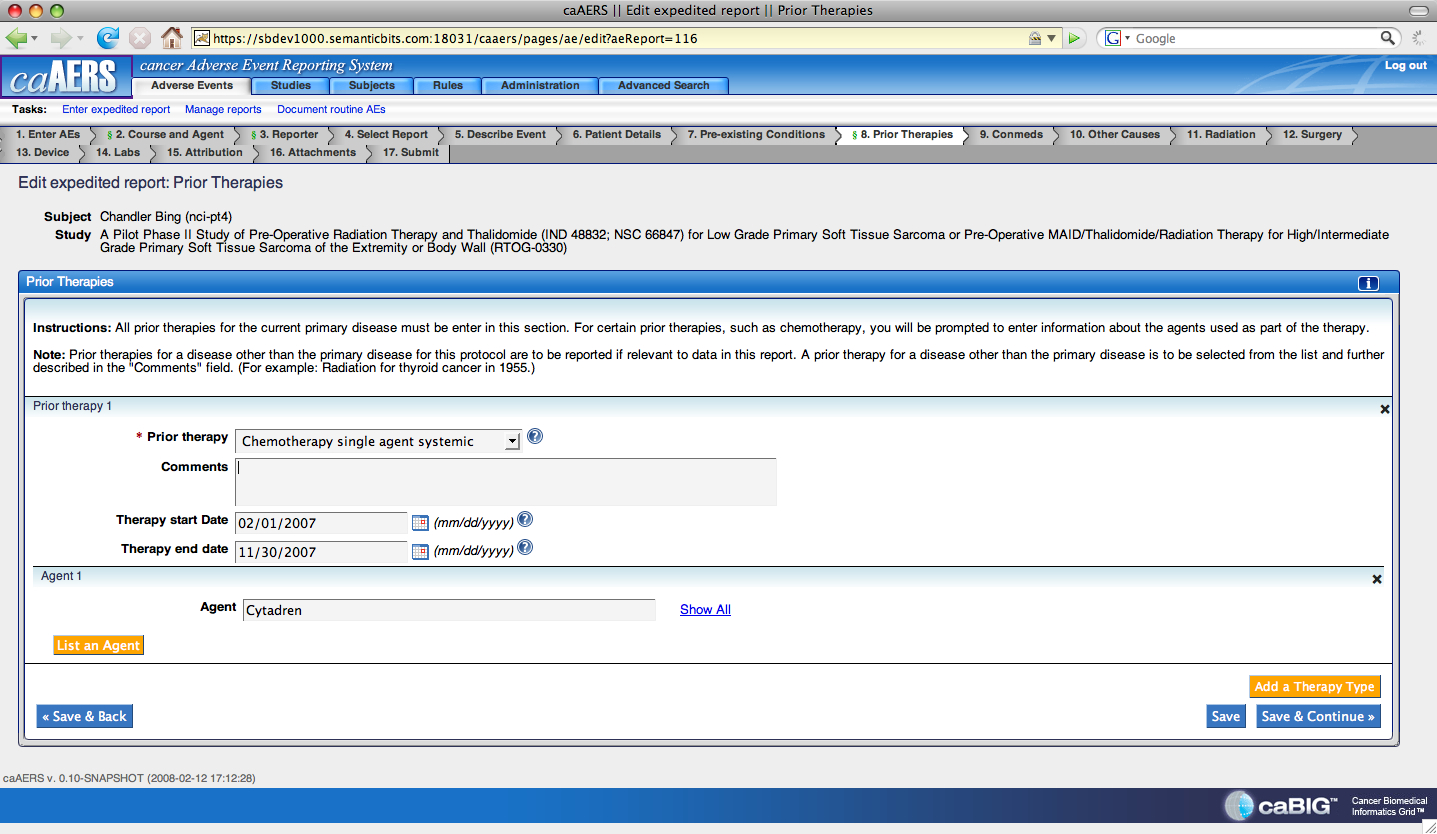 caAERS || Edit expedited report || Prior Therapies
https://sbdev1000.semanticbits.com:18031/caaers/pages/ae/edit?aeReport=116
G Google
caAERS cancer Adverse Event Reporting System
Log out
Adverse Events Studies Subjects Rules Administration Advanced Search
Tasks: Enter expedited report Manage reports Document routine AEs
1. Enter AEs § 2. Course and Agent § 3. Reporter 4. Select Report 5. Describe Event 6. Patient Details 7. Pre-existing Conditions § 8. Prior Therapies 9. Conmeds 10. Other Causes 11. Radiation 12. Surgery
13. Device 14. Labs 15. Attribution 16. Attachments 17. Submit
Edit expedited report: Prior Therapies
Subject Chandler Bing (nci-pt4)
Study A Pilot Phase II Study of Pre-Operative Radiation Therapy and Thalidomide (IND 48832; NSC 66847) for Low Grade Primary Soft Tissue Sarcoma or Pre-Operative MAID/Thalidomide/Radiation Therapy for High/Intermediate
Grade Primary Soft Tissue Sarcoma of the Extremity or Body Wall (RTOG-0330)
Prior Therapies
i
Instructions: All prior therapies for the current primary disease must be enter in this section. For certain prior therapies, such as chemotherapy, you will be prompted to enter information about the agents used as part of the therapy.
Note: Prior therapies for a disease other than the primary disease for this protocol are to be reported if relevant to data in this report. A prior therapy for a disease other than the primary disease is to be selected from the list and further
described in the "Comments" field. (For example: Radiation for thyroid cancer in 1955.)
Prior therapy 1
* Prior therapy Chemotherapy single agent systemic ?
Comments
Therapy start Date 02/01/2007 (mm/dd/yyyy) ?
Therapy end date 11/30/2007 (mm/dd/yyyy) ?
Agent 1
Agent Cytadren Show All
List an Agent
Add a Therapy Type
« Save & Back Save Save & Continue »
caAERS v. 0.10-SNAPSHOT (2008-02-12 17:12:28)
caBIG™ Cancer Biomedical
Informatics Grid™